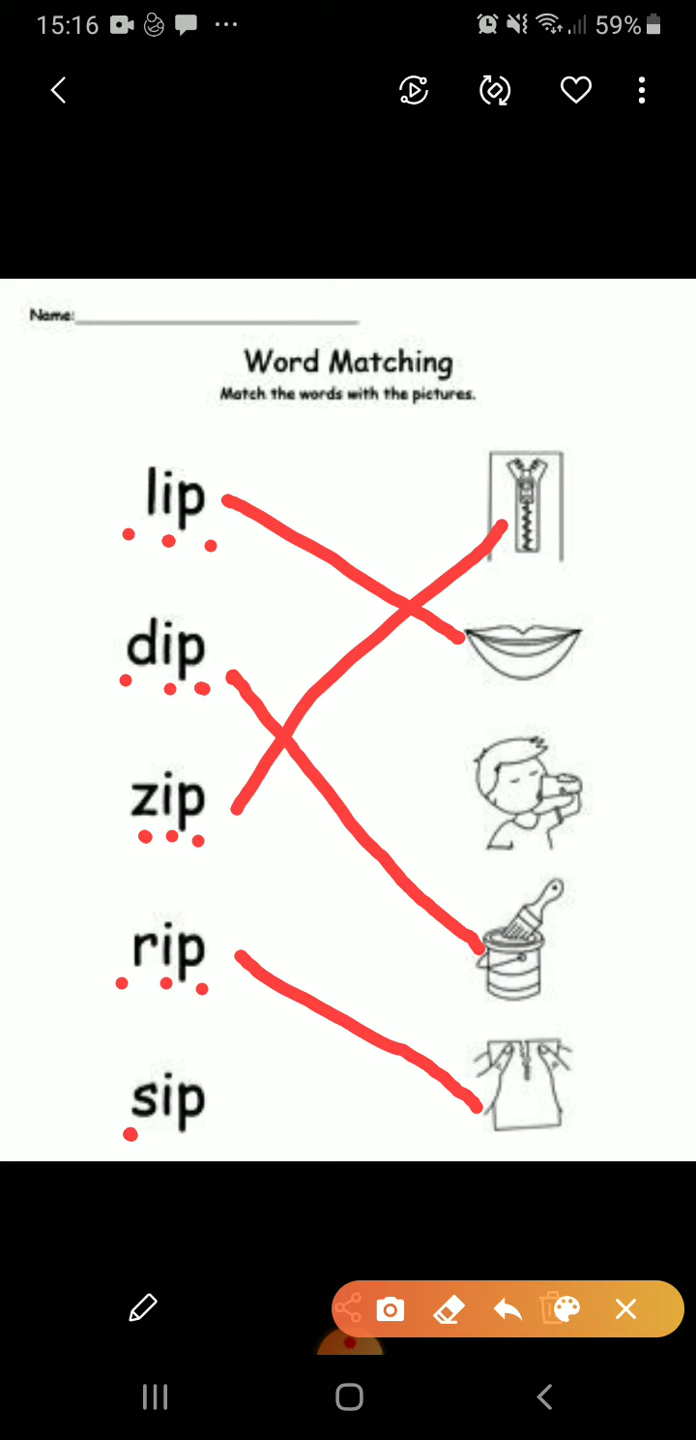 15:16
59%
Name:
Word Matching
Match the words with the pictures.
lip
dip
zip
rip
sip